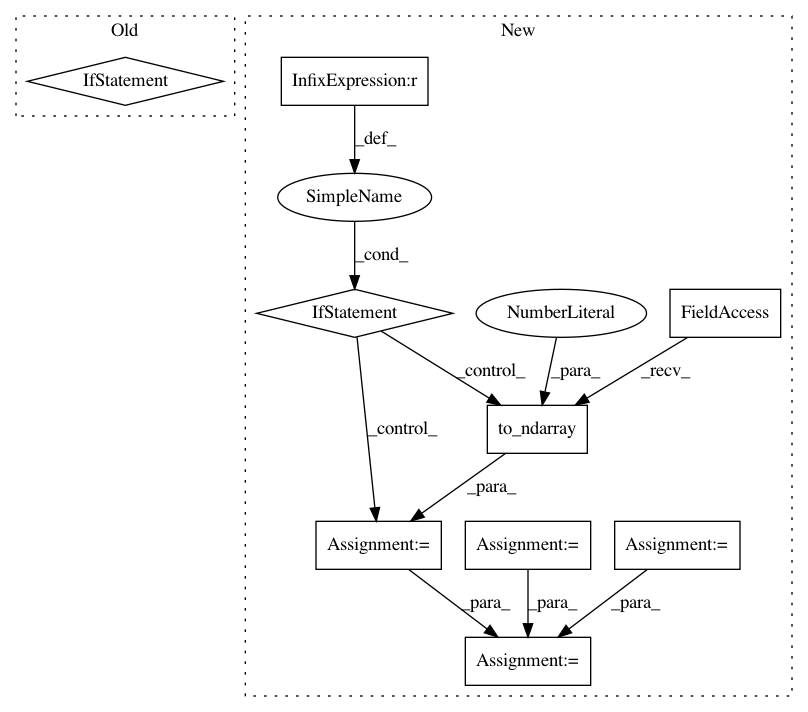 Old
New
IfStatement
InfixExpression:r
_def_
SimpleName
_cond_
IfStatement
NumberLiteral
FieldAccess
_control_
_para_
_recv_
_control_
to_ndarray
_para_
Assignment:=
Assignment:=
Assignment:=
_para_
_para_
_para_
Assignment:=